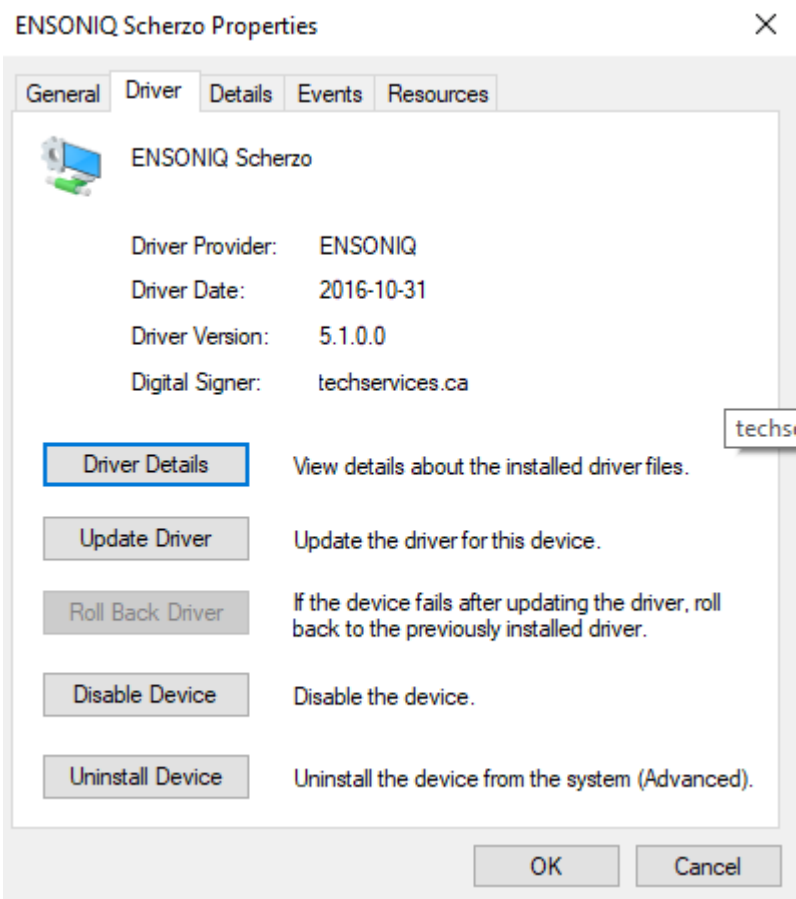 ENSONIQ Scherzo Properties
General Driver Details Events Resources
ENSONIQ Scherzo
Driver Provider: ENSONIQ
Driver Date: 2016-10-31
Driver Version: 5.1.0.0
Digital Signer: techservices.ca
Driver Details View details about the installed driver files.
Update Driver Update the driver for this device.
Roll Back Driver If the device fails after updating the driver, roll
back to the previously installed driver.
Disable Device Disable the device.
Uninstall Device Uninstall the device from the system (Advanced).
OK Cancel